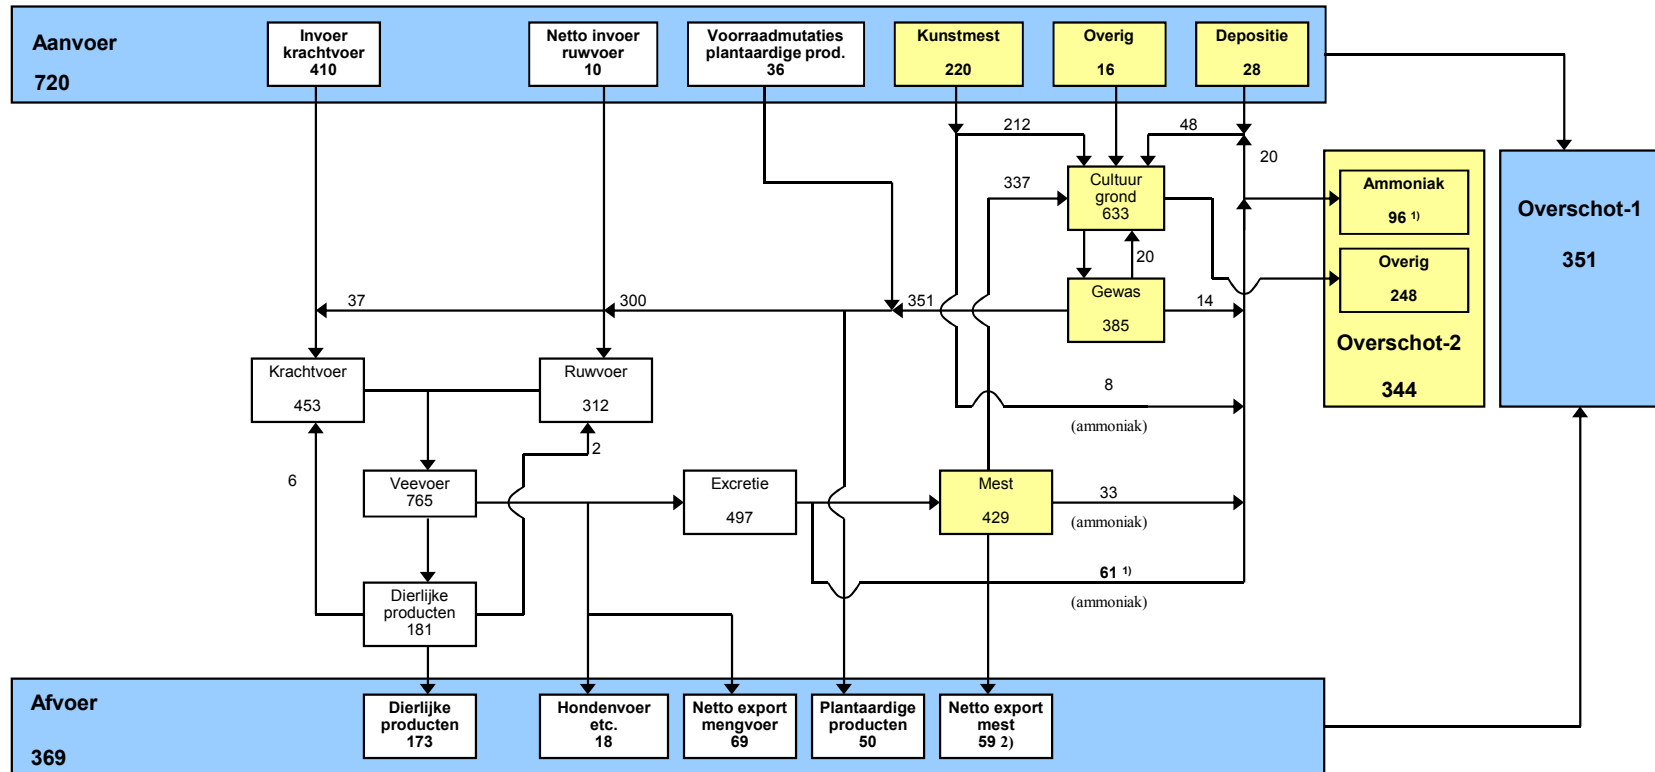 Aanvoer
720
Invoer
krachtvoer
410
Netto invoer
ruwvoer
10
Voorraadmutaties
plantaardige prod.
36
Kunstmest
220
Overig
16
Depositie
28
212
48
20
337
Cultuur
grond
633
Ammoniak
96 ¹⁾
Overig
248
Overschot-2
344
Overschot-1
351
20
37
300
351
Gewas
385
14
Krachtvoer
453
Ruwvoer
312
8
(ammoniak)
6
2
Veevoer
765
Excretie
497
Mest
429
33
(ammoniak)
61 ¹⁾
(ammoniak)
Dierlijke
producten
181
Afvoer
369
Dierlijke
producten
173
Hondenvoer
etc.
18
Netto export
mengvoer
69
Plantaardige
producten
50
Netto export
mest
59 2)